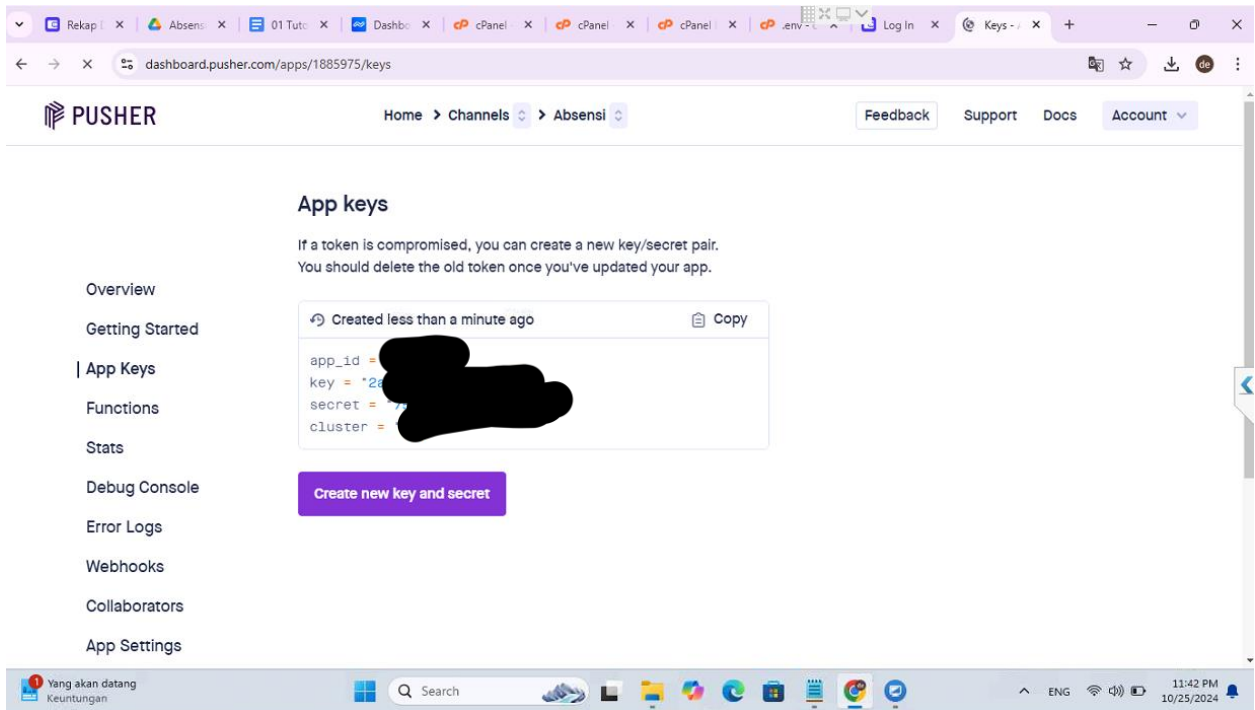 Rekap
Absens
01 Tuto
Dashbo
cPanel
cPanel
cPanel
.env -
Log In
Keys -
dashboard.pusher.com/apps/1885975/keys
de
PUSHER
Home > Channels > Absensi
Feedback
Support
Docs
Account
App keys
If a token is compromised, you can create a new key/secret pair.
You should delete the old token once you've updated your app.
Overview
Getting Started
App Keys
Functions
Stats
Debug Console
Error Logs
Webhooks
Collaborators
App Settings
Created less than a minute ago
Copy
app_id =
key = "2a
secret = "
cluster = "
Create new key and secret
1
Yang akan datang
Keuntungan
Search
ENG
11:42 PM
10/25/2024